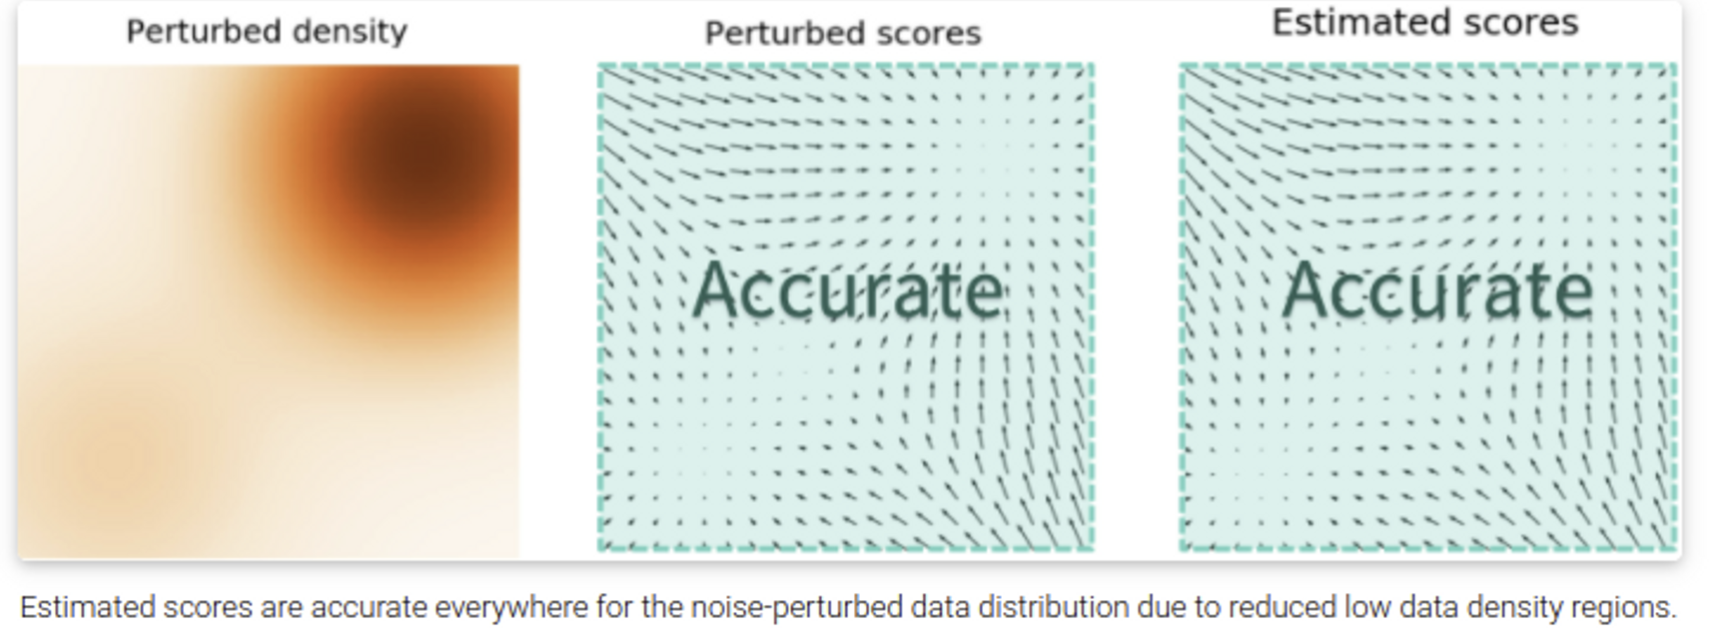 Perturbed density
Perturbed scores
Estimated scores
Accurate
Accurate
Estimated scores are accurate everywhere for the noise-perturbed data distribution due to reduced low data density regions.